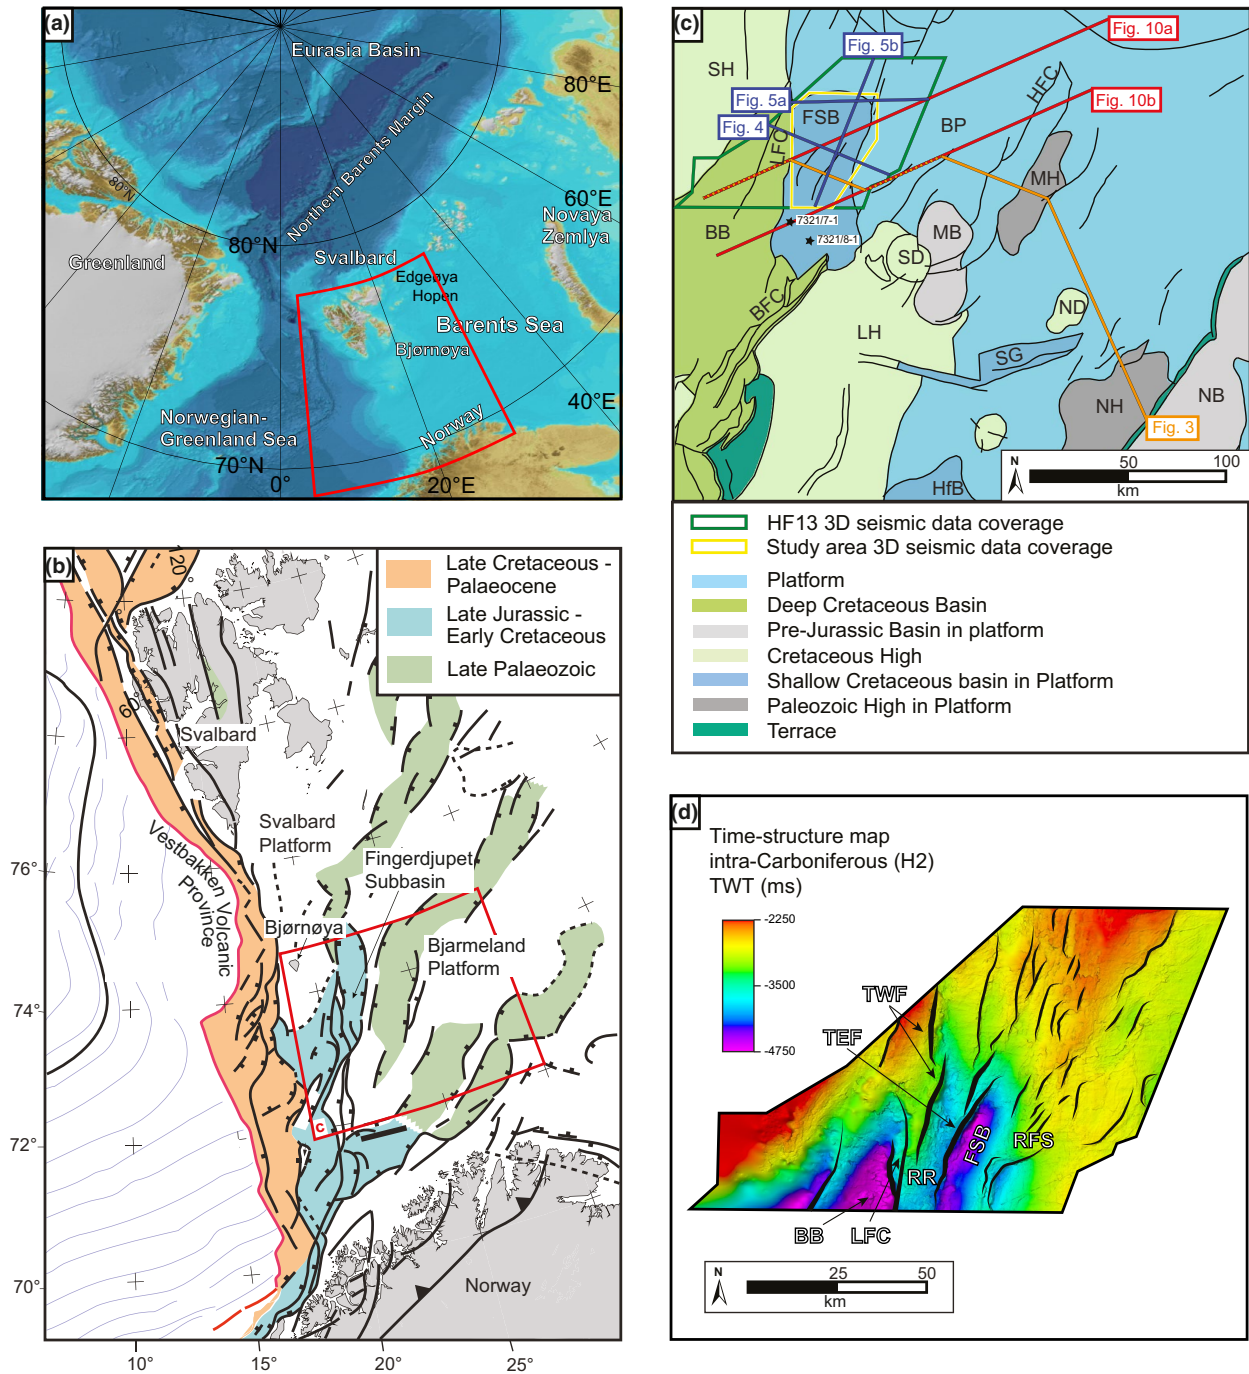 (a)
Eurasia Basin
80°E
Northern Barents Margin
80°N
60°E
Novaya
Zemlya
80°N
Svalbard
Greenland
Edgeøya
Hopen
Barents Sea
Bjørnøya
40°E
Norwegian-
Greenland Sea
Norway
70°N
0°
20°E
(b)
Late Cretaceous -
Palaeocene
Late Jurassic -
Early Cretaceous
Late Palaeozoic
120°
60°
Svalbard
Svalbard
Platform
Vestbakken Volcanic
Province
Fingerdjupet
Subbasin
Bjørnøya
Bjarmeland
Platform
c
Norway
76°
74°
72°
70°
10°
15°
20°
25°
(c)
Fig. 5b
Fig. 10a
SH
HFC
Fig. 5a
Fig. 10b
FSB
BP
Fig. 4
LFC
MH
7321/7-1
BB
MB
7321/8-1
SD
BFC
ND
LH
SG
NH
NB
Fig. 3
HfB
N
50
100
km
HF13 3D seismic data coverage
Study area 3D seismic data coverage
Platform
Deep Cretaceous Basin
Pre-Jurassic Basin in platform
Cretaceous High
Shallow Cretaceous basin in Platform
Paleozoic High in Platform
Terrace
(d)
Time-structure map
intra-Carboniferous (H2)
TWT (ms)
-2250
-3500
-4750
TWF
TEF
FSB
RFS
RR
BB
LFC
N
25
50
km